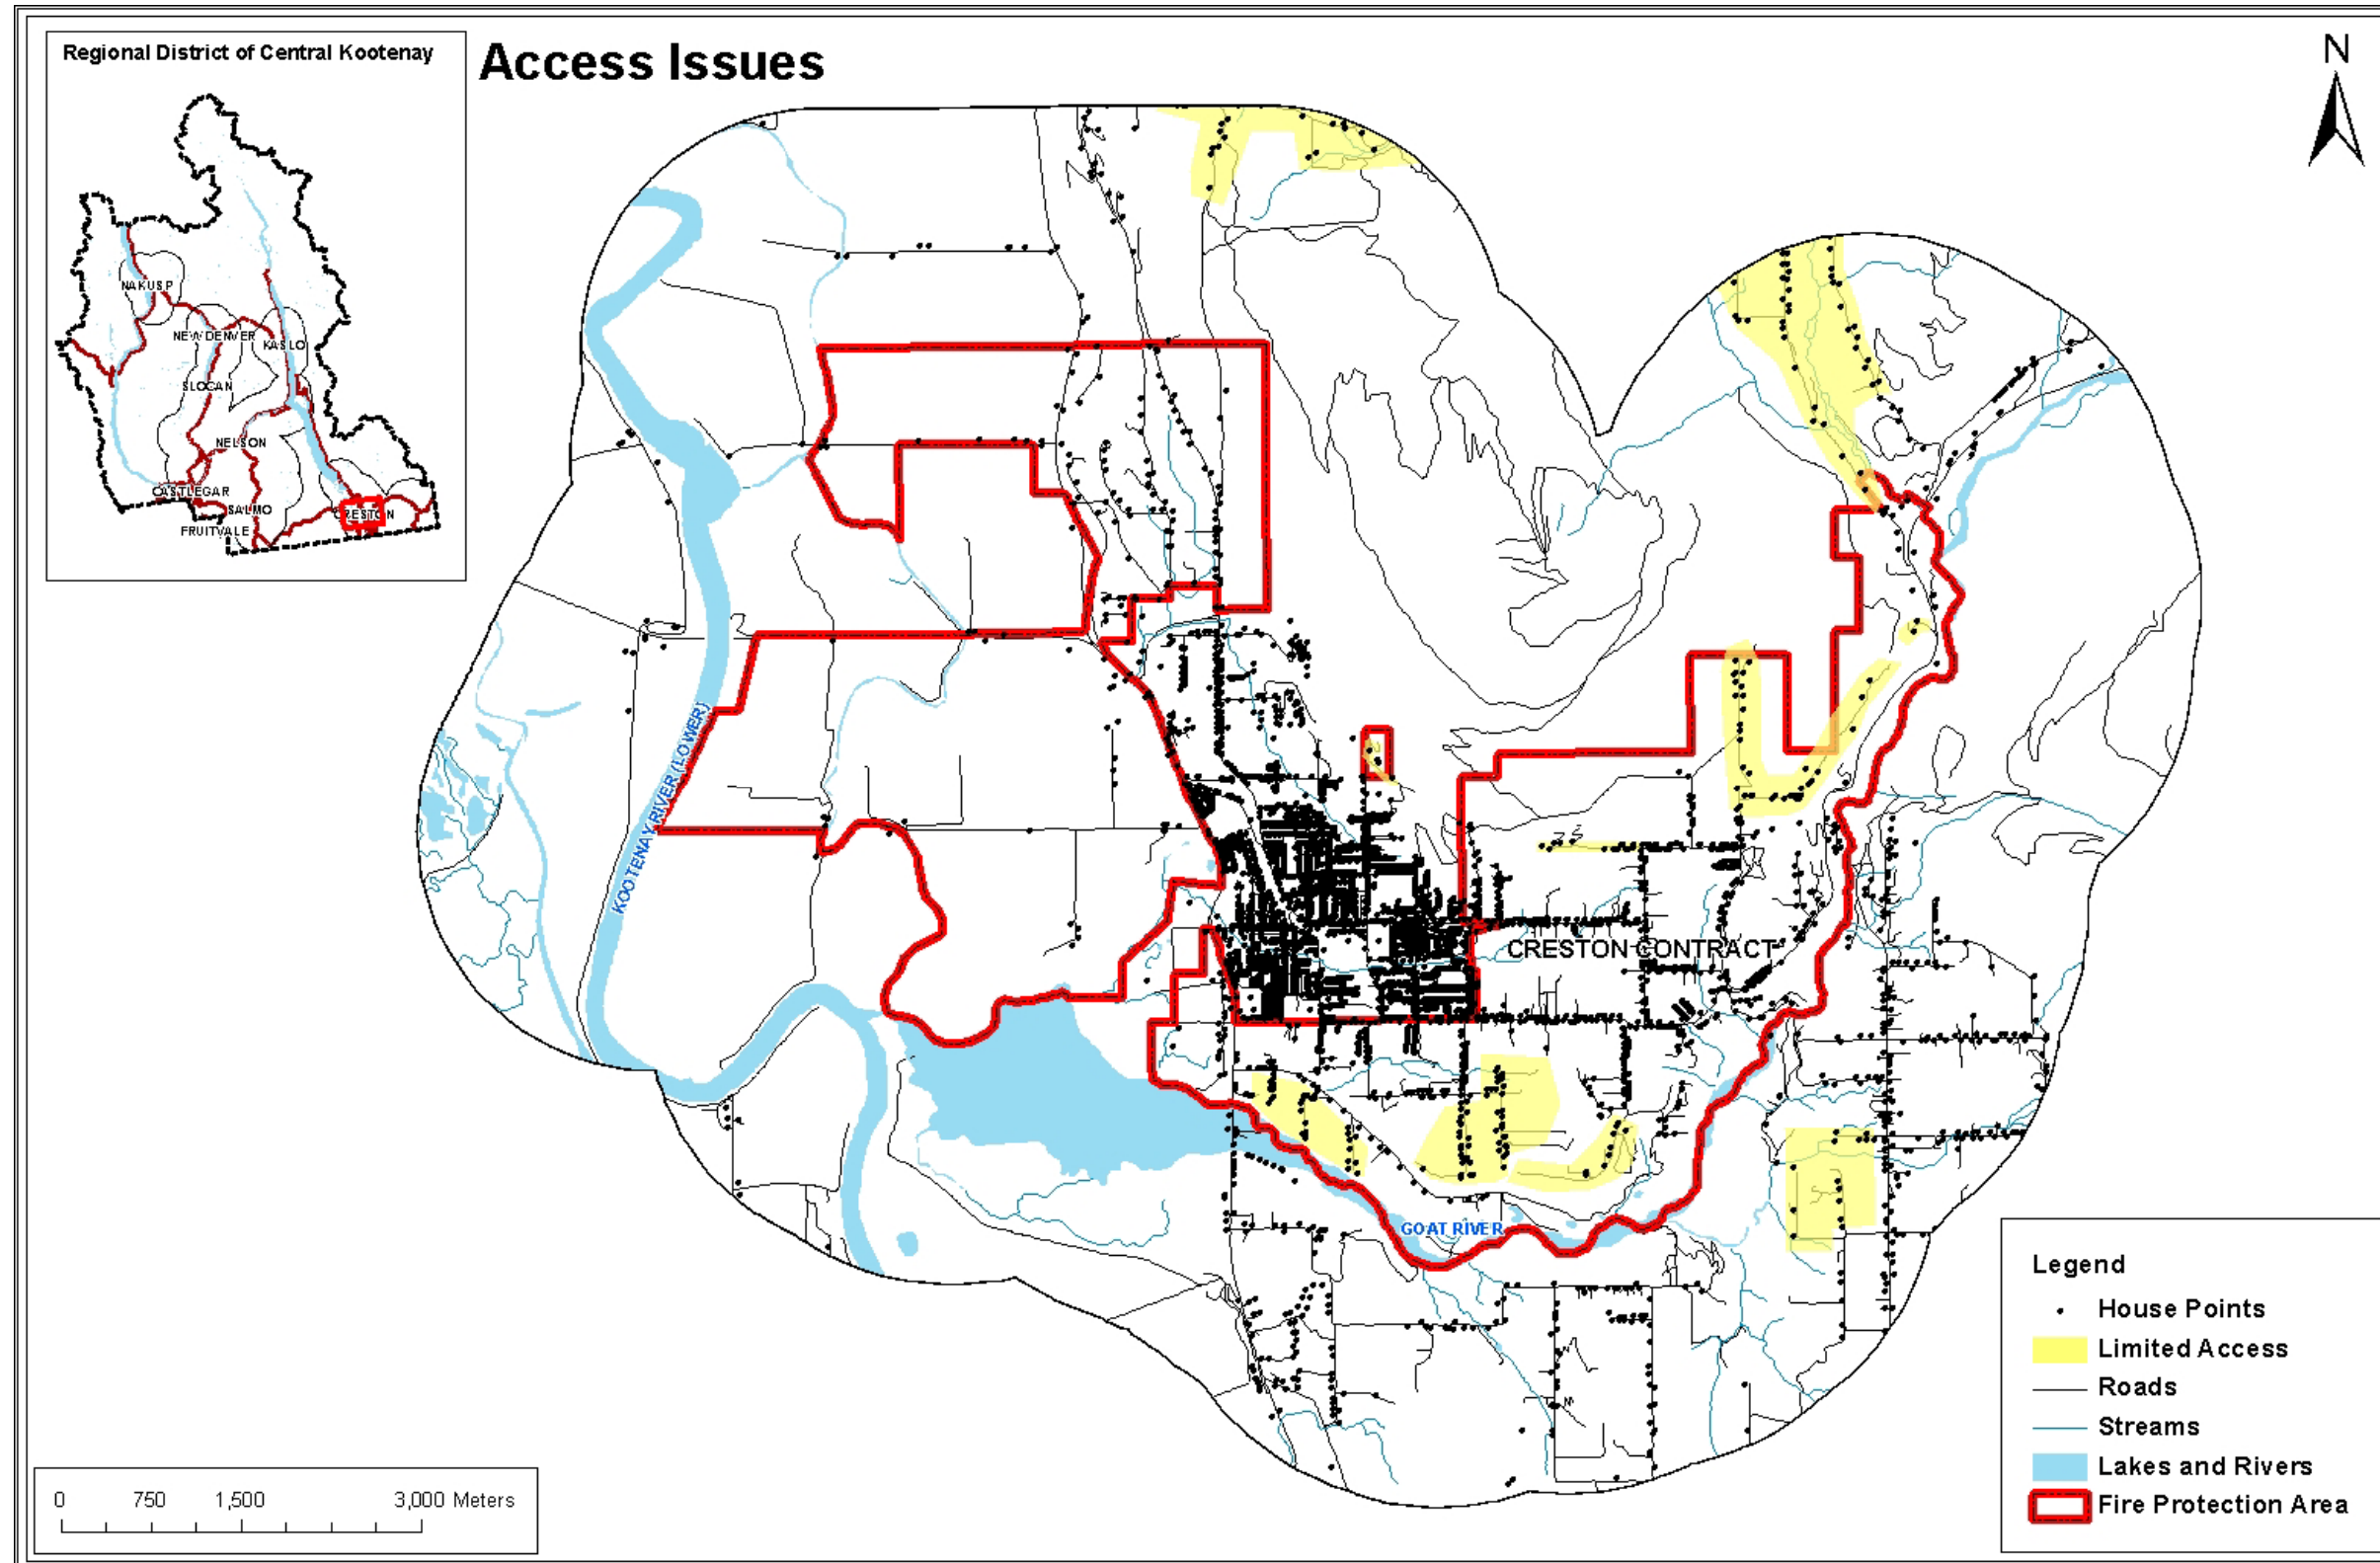 Regional District of Central Kootenay
Access Issues
N
NAKUSP
NEW DENVER
KASLO
SLOCAN
NELSON
CASTLEGAR
SALMO
CRESTON
FRUITVALE
KOOTENAY RIVER (LOWER)
CRESTON CONTRACT
GOAT RIVER
Legend
House Points
Limited Access
Roads
Streams
Lakes and Rivers
Fire Protection Area
0 750 1,500 3,000 Meters